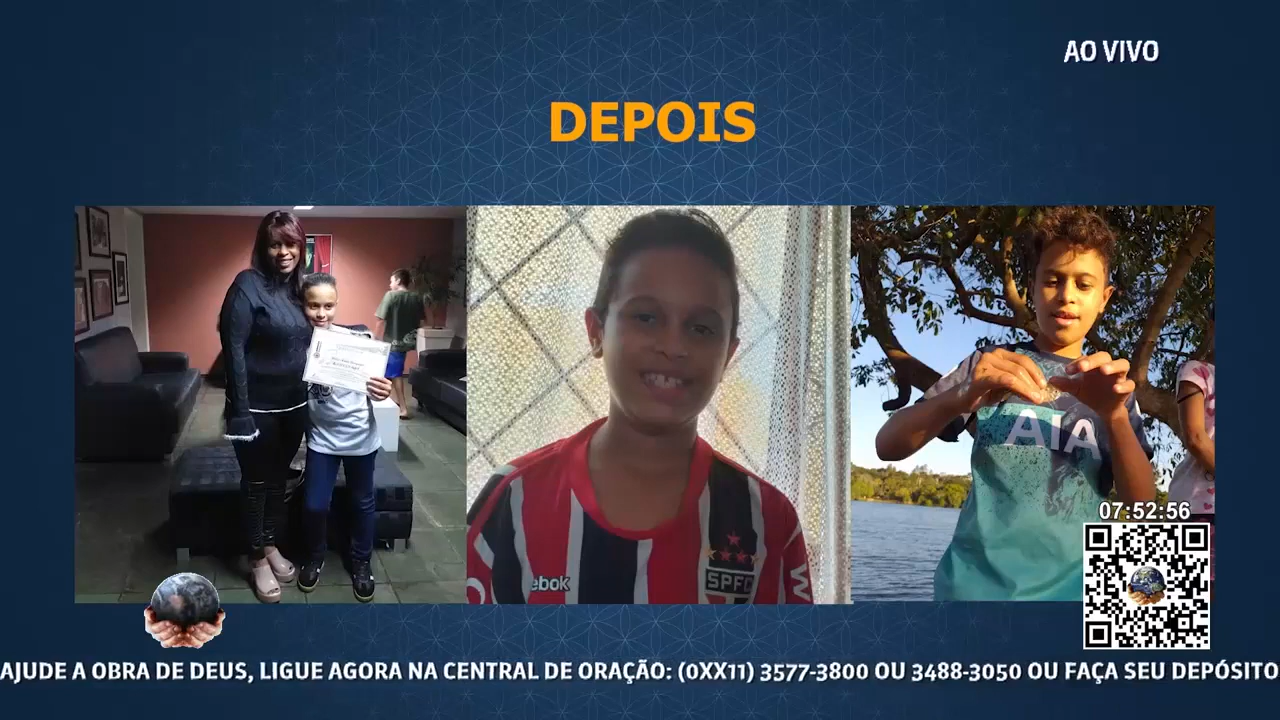 AO VIVO
DEPOIS
AIA
ebok
SPFC
07:52:56
AJUDE A OBRA DE DEUS, LIGUE AGORA NA CENTRAL DE ORAÇÃO: (0XX11) 3577-3800 OU 3488-3050 OU FAÇA SEU DEPÓSITO